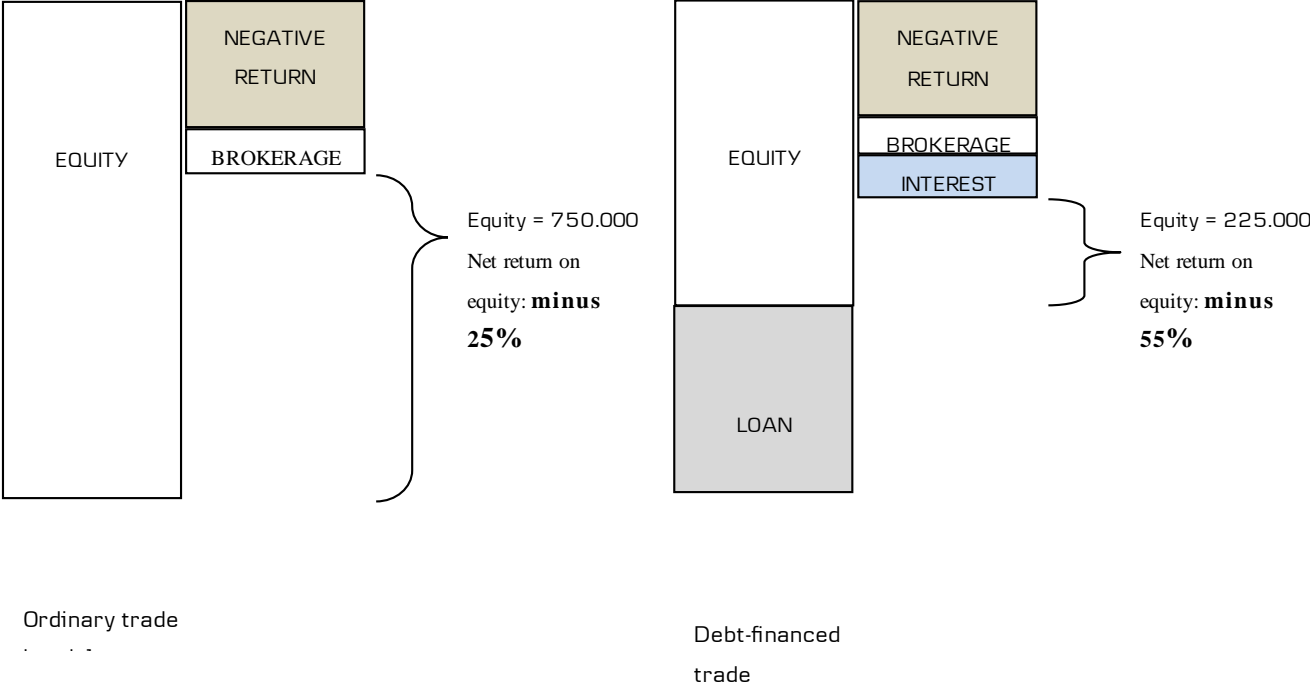 NEGATIVE
RETURN
EQUITY
BROKERAGE
Equity = 750.000
Net return on
equity: minus
25%
Ordinary trade
NEGATIVE
RETURN
EQUITY
BROKERAGE
INTEREST
Equity = 225.000
Net return on
equity: minus
55%
LOAN
Debt-financed
trade